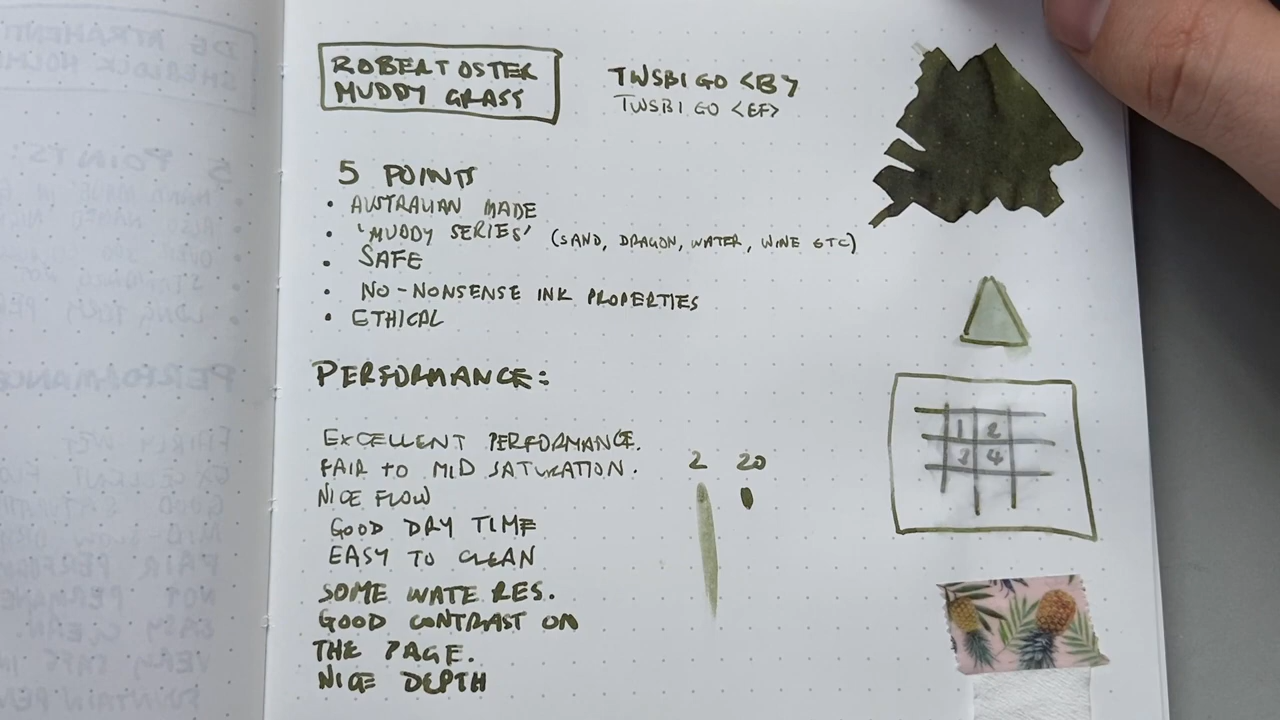 ROBERT OSTER
MUDDY GRASS
TWSBI GO <B>
TWSBI GO <EF>
5 POINTS
• AUSTRALIAN MADE
• 'MUDDY SERIES' (SAND, DRAGON, WATER, WINE ETC)
• SAFE
• NO-NONSENSE INK PROPERTIES
• ETHICAL
PERFORMANCE:
EXCELLENT PERFORMANCE.
FAIR TO MID SATURATION.
NICE FLOW
GOOD DRY TIME
EASY TO CLEAN
SOME WATE RES.
GOOD CONTRAST ON
THE PAGE.
NICE DEPTH
2 20
1 2
3 4